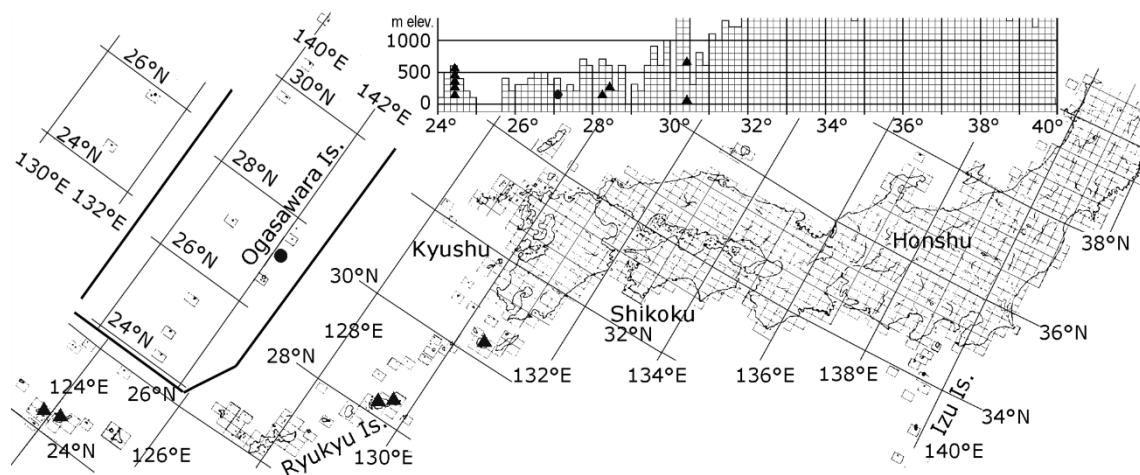 m elev.
1000
500
0
24° 26° 28° 30° 32° 34° 36° 38° 40°
26°N
24°N
130°E
132°E
140°E
30°N
142°E
28°N
Ogasawara Is.
26°N
24°N
Kyushu
Honshu
Shikoku
38°N
36°N
34°N
32°N
30°N
128°E
28°N
132°E
134°E
136°E
138°E
140°E
Izu Is.
124°E
26°N
24°N
126°E
Ryukyu Is.
130°E